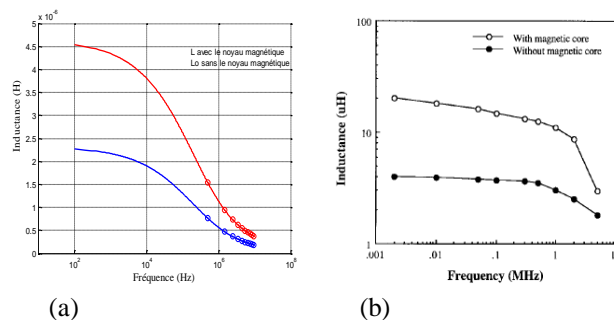 5 x 10⁻⁶
4.5
4
3.5
3
2.5
2
1.5
1
0.5
0
Inductance (H)
L avec le noyau magnétique
Lo sans le noyau magnétique
10² 10⁴ 10⁶ 10⁸
Fréquence (Hz)
(a)
100
10
1
Inductance (uH)
With magnetic core
Without magnetic core
.001 .01 .1 1
Frequency (MHz)
(b)